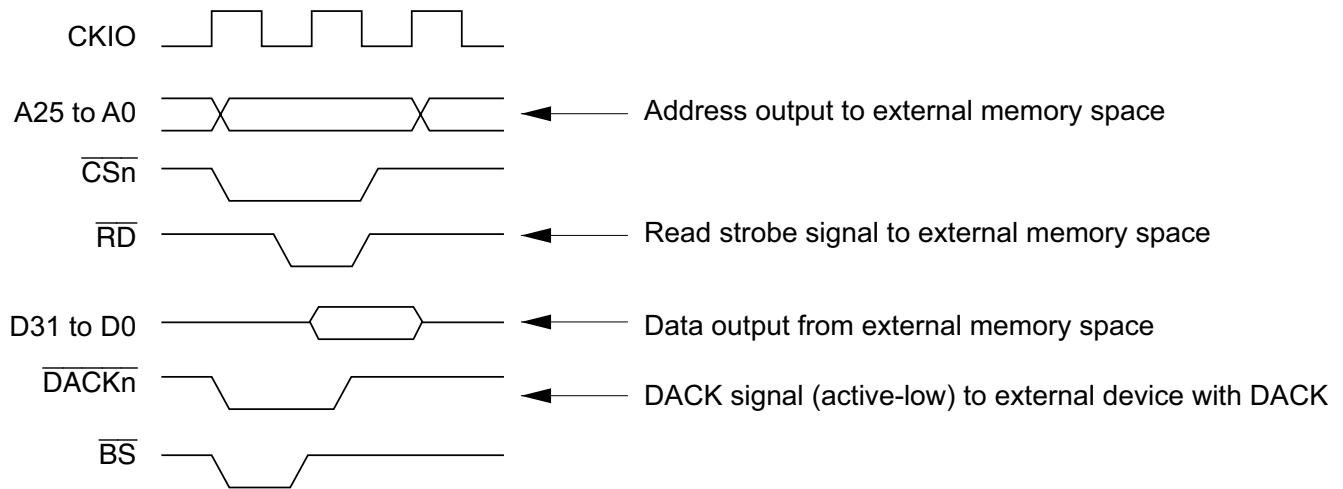 CKIO
A25 to A0 Address output to external memory space
CSn
RD Read strobe signal to external memory space
D31 to D0 Data output from external memory space
DACKn DACK signal (active-low) to external device with DACK
BS